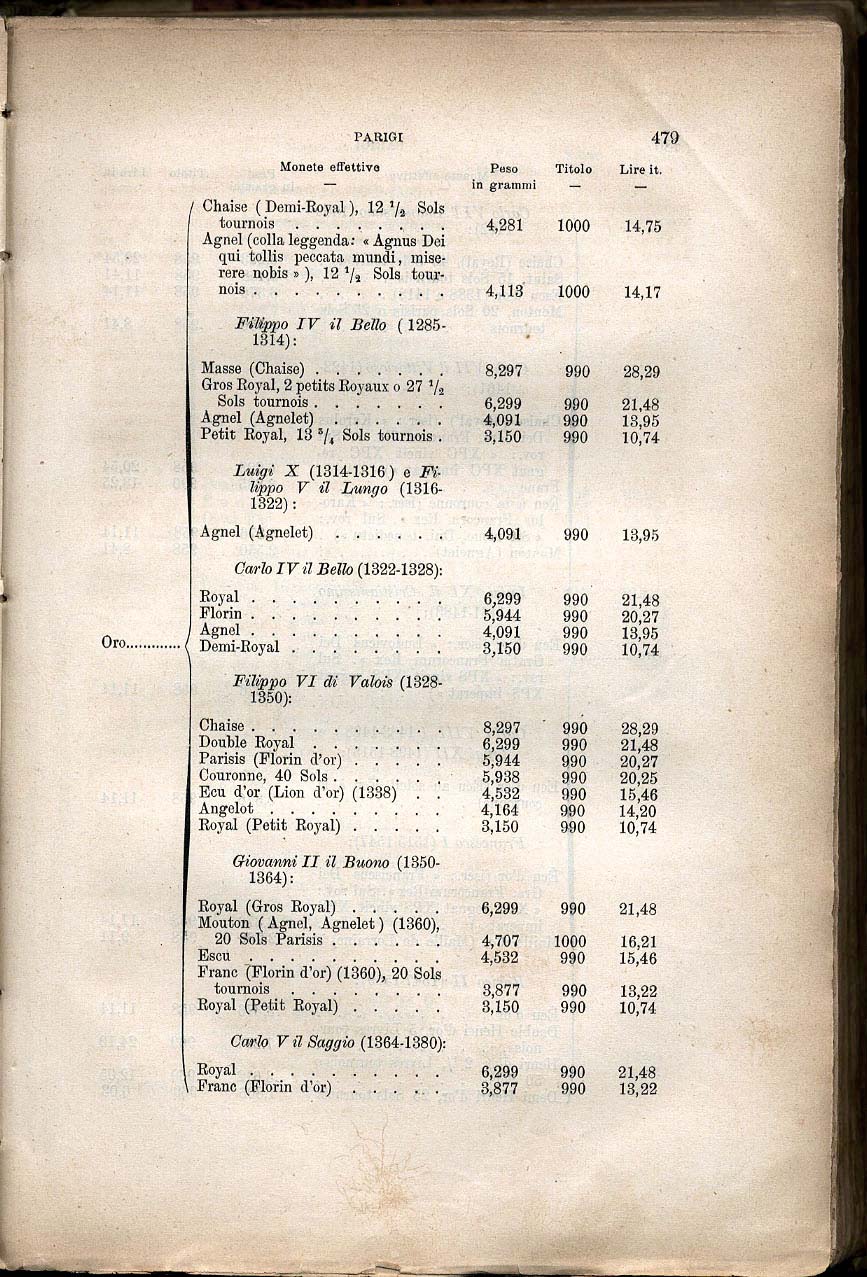 PARIGI 479
Monete effettive Peso Titolo Lire it.
— in grammi — —
Chaise (Demi-Royal), 12 1/2 Sols
tournois . . . . . . . . 4,281 1000 14,75
Agnel (colla leggenda: « Agnus Dei
qui tollis peccata mundi, mise-
rere nobis » ), 12 1/2 Sols tour-
nois . . . . . . . . . . 4,113 1000 14,17
Filippo IV il Bello (1285-
1314):
Masse (Chaise) . . . . . . . 8,297 990 28,29
Gros Royal, 2 petits Royaux o 27 1/2
Sols tournois . . . . . . . 6,299 990 21,48
Agnel (Agnelet) . . . . . . 4,091 990 13,95
Petit Royal, 13 3/4 Sols tournois . 3,150 990 10,74
Luigi X (1314-1316) e Fi-
lippo V il Lungo (1316-
1322):
Agnel (Agnelet) . . . . . . 4,091 990 13,95
Carlo IV il Bello (1322-1328):
Royal . . . . . . . . . . 6,299 990 21,48
Florin . . . . . . . . . . 5,944 990 20,27
Agnel . . . . . . . . . . 4,091 990 13,95
Oro............. Demi-Royal . . . . . . . . 3,150 990 10,74
Filippo VI di Valois (1328-
1350):
Chaise . . . . . . . . . . 8,297 990 28,29
Double Royal . . . . . . . 6,299 990 21,48
Parisis (Florin d'or) . . . . . 5,944 990 20,27
Couronne, 40 Sols . . . . . . 5,938 990 20,25
Ecu d'or (Lion d'or) (1338) . . 4,532 990 15,46
Angelot . . . . . . . . . 4,164 990 14,20
Royal (Petit Royal) . . . . . 3,150 990 10,74
Giovanni II il Buono (1350-
1364):
Royal (Gros Royal) . . . . . 6,299 990 21,48
Mouton (Agnel, Agnelet) (1360),
20 Sols Parisis . . . . . . 4,707 1000 16,21
Escu . . . . . . . . . . 4,532 990 15,46
Franc (Florin d'or) (1360), 20 Sols
tournois . . . . . . . . 3,877 990 13,22
Royal (Petit Royal) . . . . . 3,150 990 10,74
Carlo V il Saggio (1364-1380):
Royal . . . . . . . . . . 6,299 990 21,48
Franc (Florin d'or) . . . . . 3,877 990 13,22